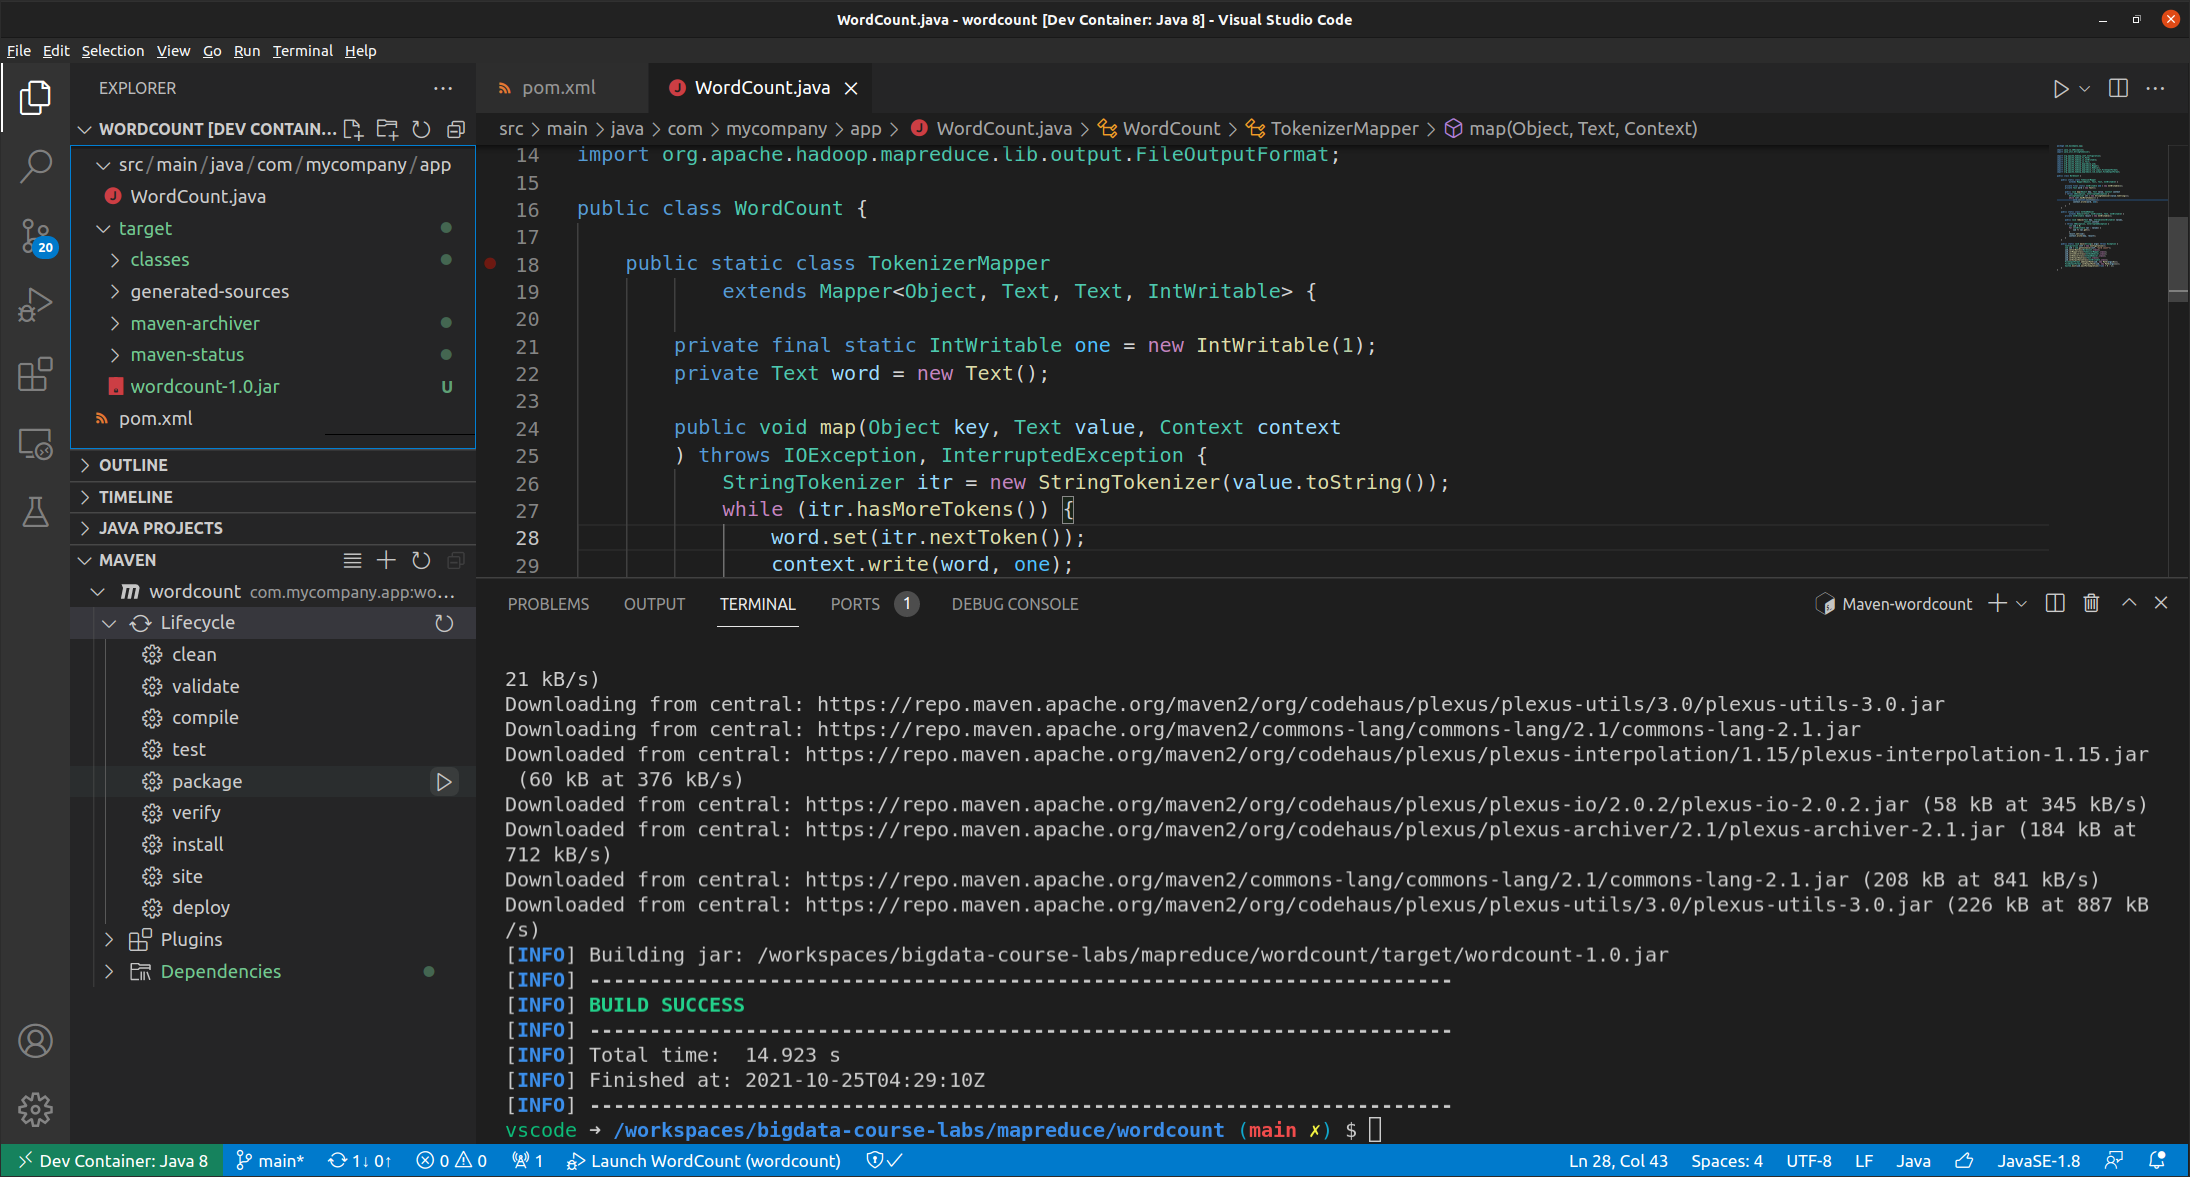 WordCount.java - wordcount [Dev Container: Java 8] - Visual Studio Code
File Edit Selection View Go Run Terminal Help
EXPLORER
WORDCOUNT [DEV CONTAIN...
src/main/java/com/mycompany/app
WordCount.java
target
classes
generated-sources
maven-archiver
maven-status
wordcount-1.0.jar U
pom.xml
OUTLINE
TIMELINE
JAVA PROJECTS
MAVEN
wordcount com.mycompany.app:wo...
Lifecycle
clean
validate
compile
test
package
verify
install
site
deploy
Plugins
Dependencies
20
pom.xml WordCount.java
src > main > java > com > mycompany > app > WordCount.java > WordCount > TokenizerMapper > map(Object, Text, Context)
14 import org.apache.hadoop.mapreduce.lib.output.FileOutputFormat;
15
16 public class WordCount {
17
18 public static class TokenizerMapper
19 extends Mapper<Object, Text, Text, IntWritable> {
20
21 private final static IntWritable one = new IntWritable(1);
22 private Text word = new Text();
23
24 public void map(Object key, Text value, Context context
25 ) throws IOException, InterruptedException {
26 StringTokenizer itr = new StringTokenizer(value.toString());
27 while (itr.hasMoreTokens()) {
28 word.set(itr.nextToken());
29 context.write(word, one);
PROBLEMS OUTPUT TERMINAL PORTS 1 DEBUG CONSOLE Maven-wordcount
21 kB/s)
Downloading from central: https://repo.maven.apache.org/maven2/org/codehaus/plexus/plexus-utils/3.0/plexus-utils-3.0.jar
Downloading from central: https://repo.maven.apache.org/maven2/commons-lang/commons-lang/2.1/commons-lang-2.1.jar
Downloaded from central: https://repo.maven.apache.org/maven2/org/codehaus/plexus/plexus-interpolation/1.15/plexus-interpolation-1.15.jar
(60 kB at 376 kB/s)
Downloaded from central: https://repo.maven.apache.org/maven2/org/codehaus/plexus/plexus-io/2.0.2/plexus-io-2.0.2.jar (58 kB at 345 kB/s)
Downloaded from central: https://repo.maven.apache.org/maven2/org/codehaus/plexus/plexus-archiver/2.1/plexus-archiver-2.1.jar (184 kB at
712 kB/s)
Downloaded from central: https://repo.maven.apache.org/maven2/commons-lang/commons-lang/2.1/commons-lang-2.1.jar (208 kB at 841 kB/s)
Downloaded from central: https://repo.maven.apache.org/maven2/org/codehaus/plexus/plexus-utils/3.0/plexus-utils-3.0.jar (226 kB at 887 kB
/s)
[INFO] Building jar: /workspaces/bigdata-course-labs/mapreduce/wordcount/target/wordcount-1.0.jar
[INFO] ------------------------------------------------------------------------
[INFO] BUILD SUCCESS
[INFO] ------------------------------------------------------------------------
[INFO] Total time:  14.923 s
[INFO] Finished at: 2021-10-25T04:29:10Z
[INFO] ------------------------------------------------------------------------
vscode ➜ /workspaces/bigdata-course-labs/mapreduce/wordcount (main ✗) $
Dev Container: Java 8 main* 1↓ 0↑ 0 0 1 Launch WordCount (wordcount) Ln 28, Col 43 Spaces: 4 UTF-8 LF Java JavaSE-1.8